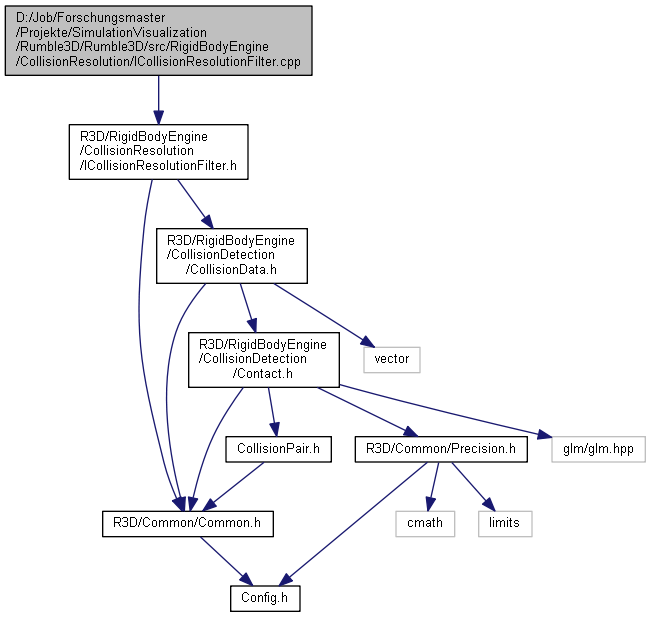 D:/Job/Forschungsmaster
/Projekte/SimulationVisualization
/Rumble3D/Rumble3D/src/RigidBodyEngine
/CollisionResolution/ICollisionResolutionFilter.cpp
R3D/RigidBodyEngine
/CollisionResolution
/ICollisionResolutionFilter.h
R3D/RigidBodyEngine
/CollisionDetection
/CollisionData.h
R3D/RigidBodyEngine
/CollisionDetection
/Contact.h
vector
CollisionPair.h
R3D/Common/Precision.h
glm/glm.hpp
R3D/Common/Common.h
cmath
limits
Config.h